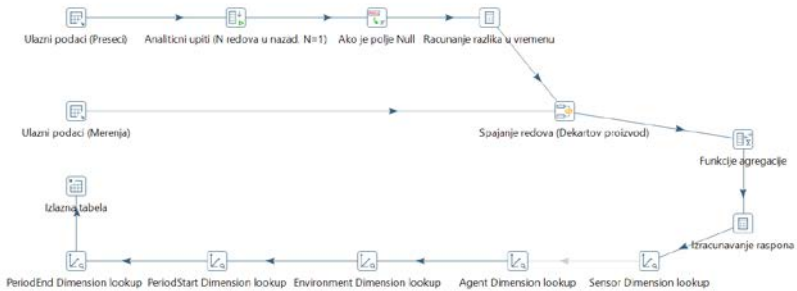 Ulazni podaci (Preseci)
Analiticni upiti (N redova u nazad, N=1)
Ako je polje Null
Racunanje razlika u vremenu
Ulazni podaci (Merenja)
Spajanje redova (Dekartov proizvod)
Funkcije agregacije
Izlazna tabela
Izracunavanje raspona
PeriodEnd Dimension lookup
PeriodStart Dimension lookup
Environment Dimension lookup
Agent Dimension lookup
Sensor Dimension lookup